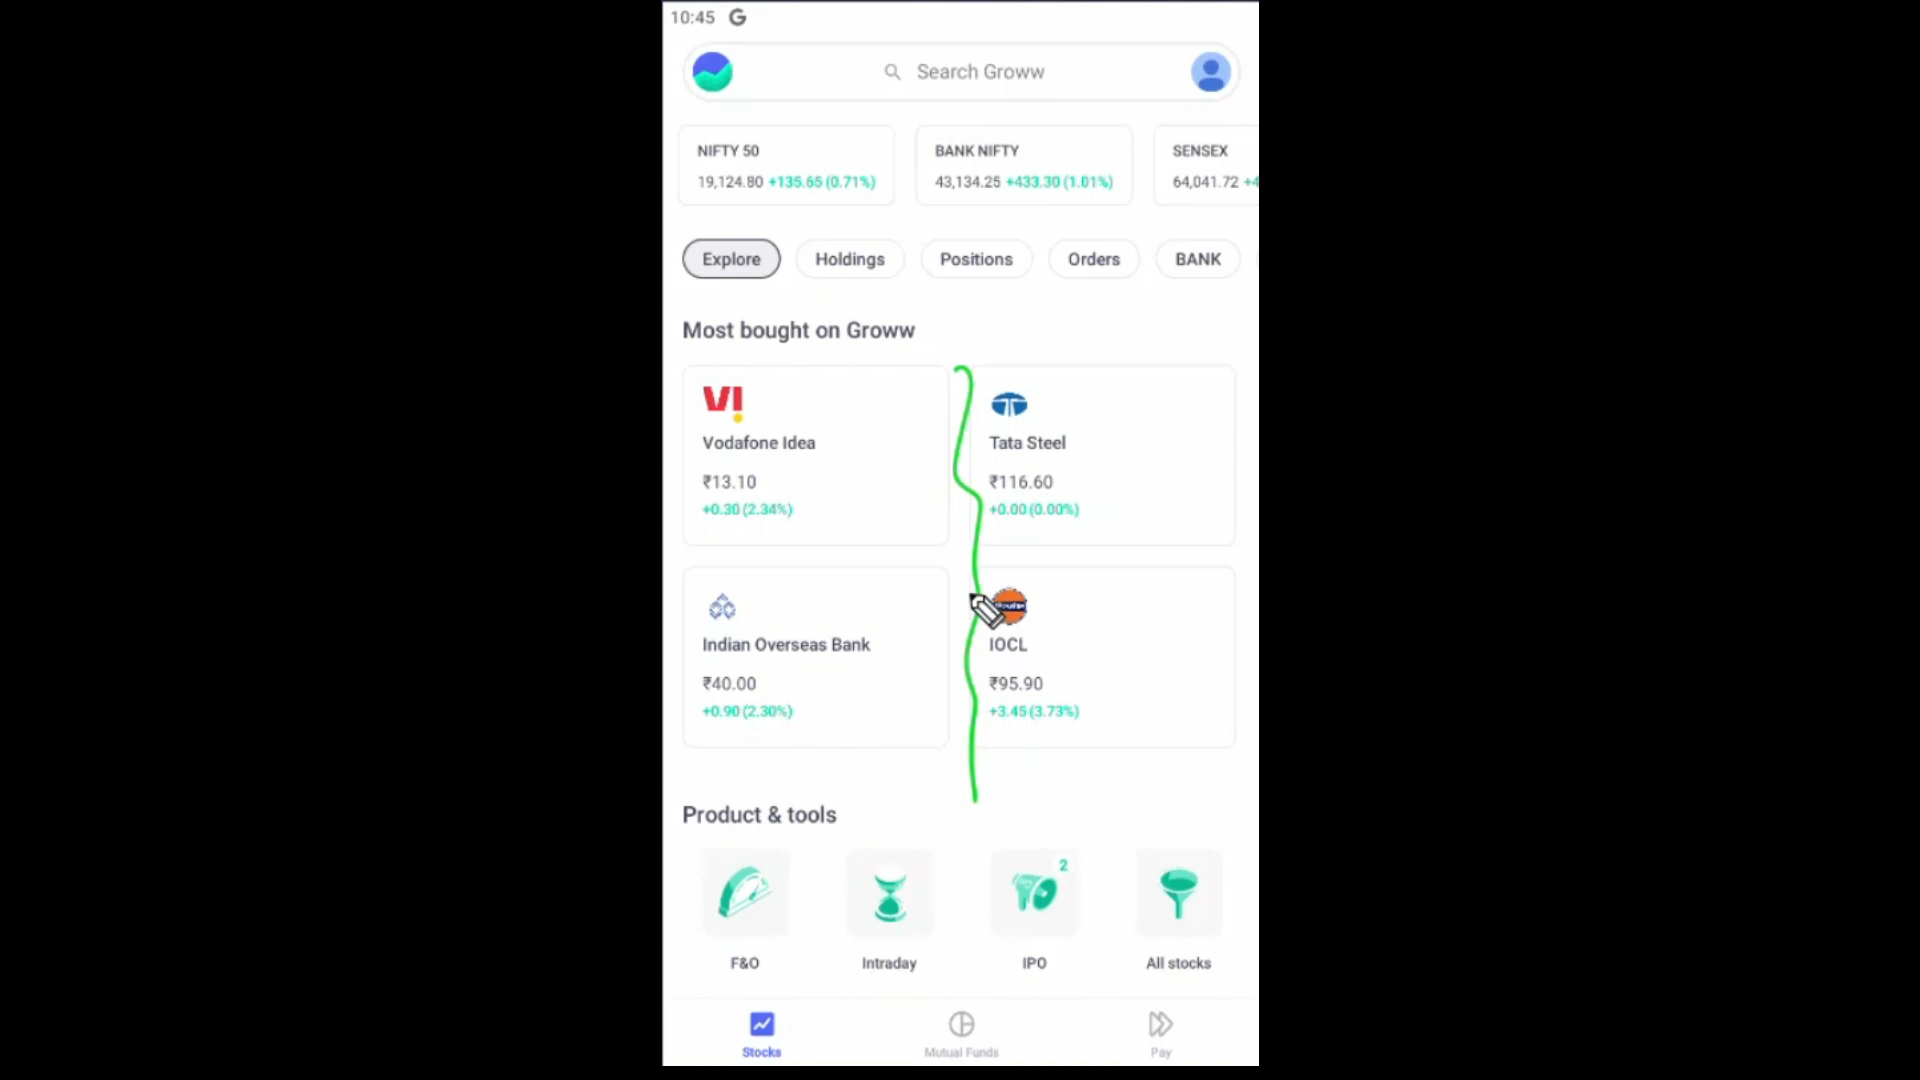 10:45 G
Search Groww
NIFTY 50
19,124.80 +135.65 (0.71%)
BANK NIFTY
43,134.25 +433.30 (1.01%)
SENSEX
64,041.72 +4
Explore
Holdings
Positions
Orders
BANK
Most bought on Groww
VI
Vodafone Idea
₹13.10
+0.30 (2.34%)
Tata Steel
₹116.60
+0.00 (0.00%)
Indian Overseas Bank
₹40.00
+0.90 (2.30%)
IOCL
₹95.90
+3.45 (3.73%)
Product & tools
F&O
Intraday
2
IPO
All stocks
Stocks
Mutual Funds
Pay